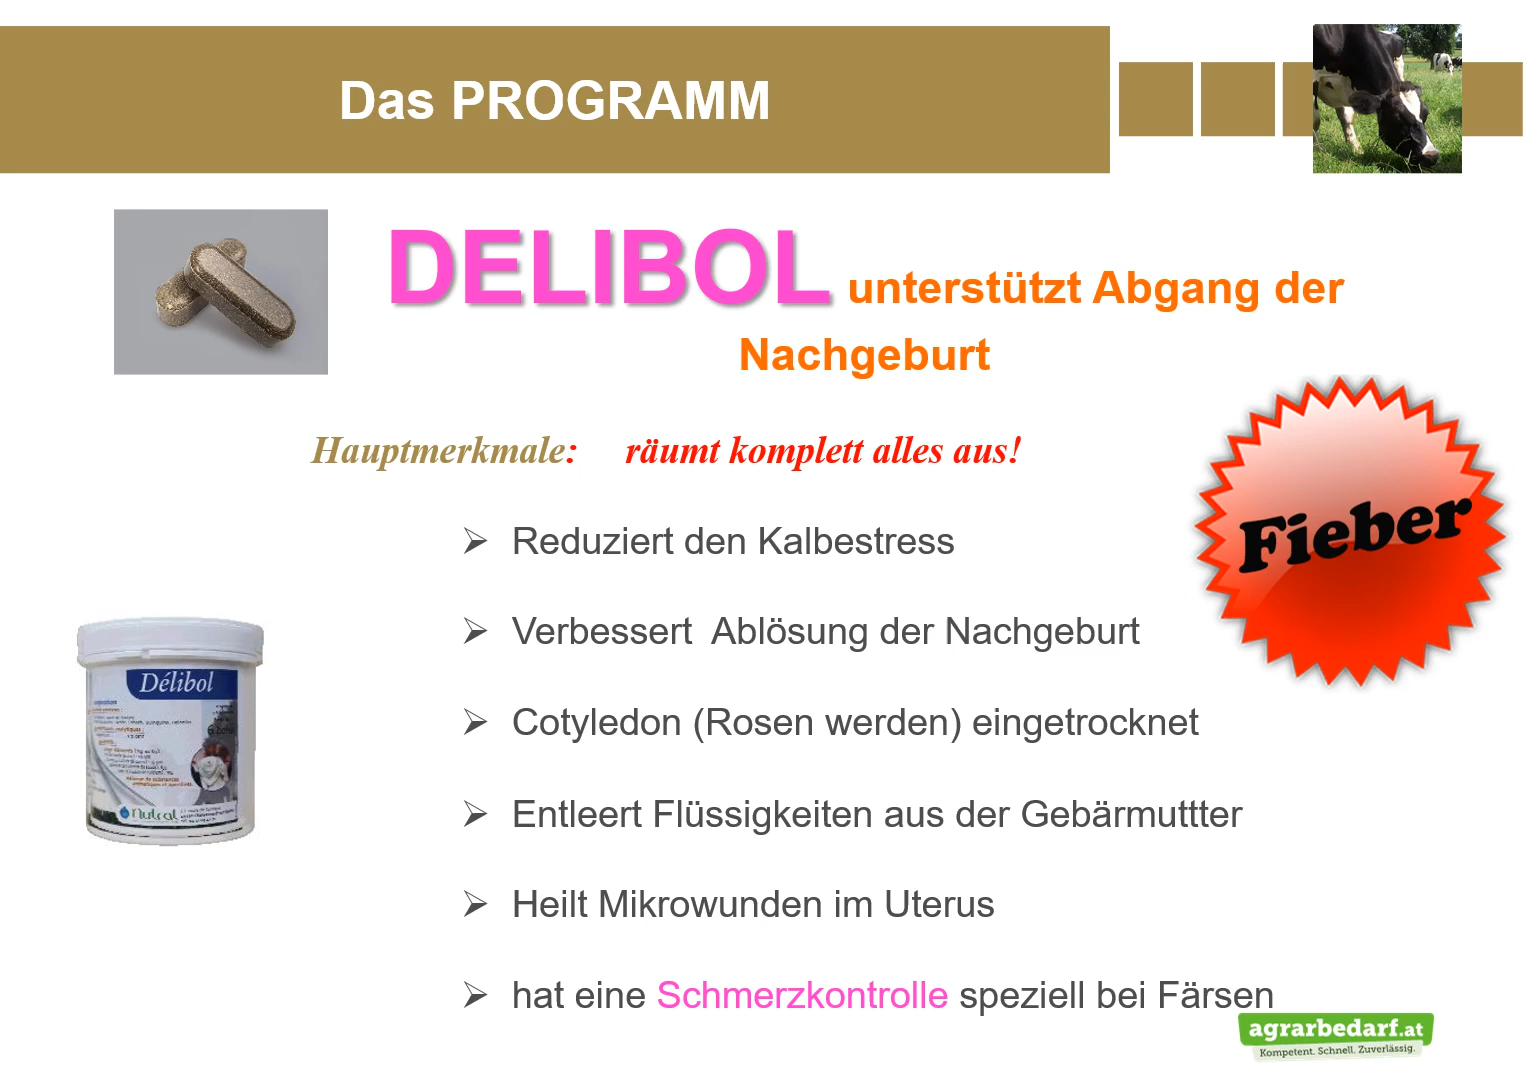 Das PROGRAMM
DELIBOL unterstützt Abgang der
Nachgeburt
Hauptmerkmale: räumt komplett alles aus!
Fieber
Reduziert den Kalbestress
Verbessert Ablösung der Nachgeburt
Cotyledon (Rosen werden) eingetrocknet
Entleert Flüssigkeiten aus der Gebärmuttter
Heilt Mikrowunden im Uterus
hat eine Schmerzkontrolle speziell bei Färsen
Délibol
Nutral
agrarbedarf.at
Kompetent. Schnell. Zuverlässig.